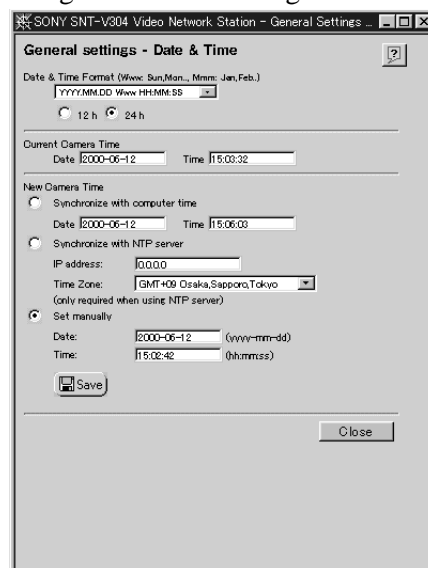 SONY SNT-V304 Video Network Station - General Settings ...
General settings - Date & Time
?
Date & Time Format (Www: Sun,Mon.., Mmm: Jan,Feb..)
YYYY.MM.DD Www HH:MM:SS
12 h 24 h
Current Camera Time
Date 2000-06-12 Time 15:03:32
New Camera Time
Synchronize with computer time
Date 2000-06-12 Time 15:06:03
Synchronize with NTP server
IP address: 0.0.0.0
Time Zone: GMT+09 Osaka,Sapporo,Tokyo
(only required when using NTP server)
Set manually
Date: 2000-06-12 (yyyy-mm-dd)
Time: 15:02:42 (hh:mm:ss)
Save
Close